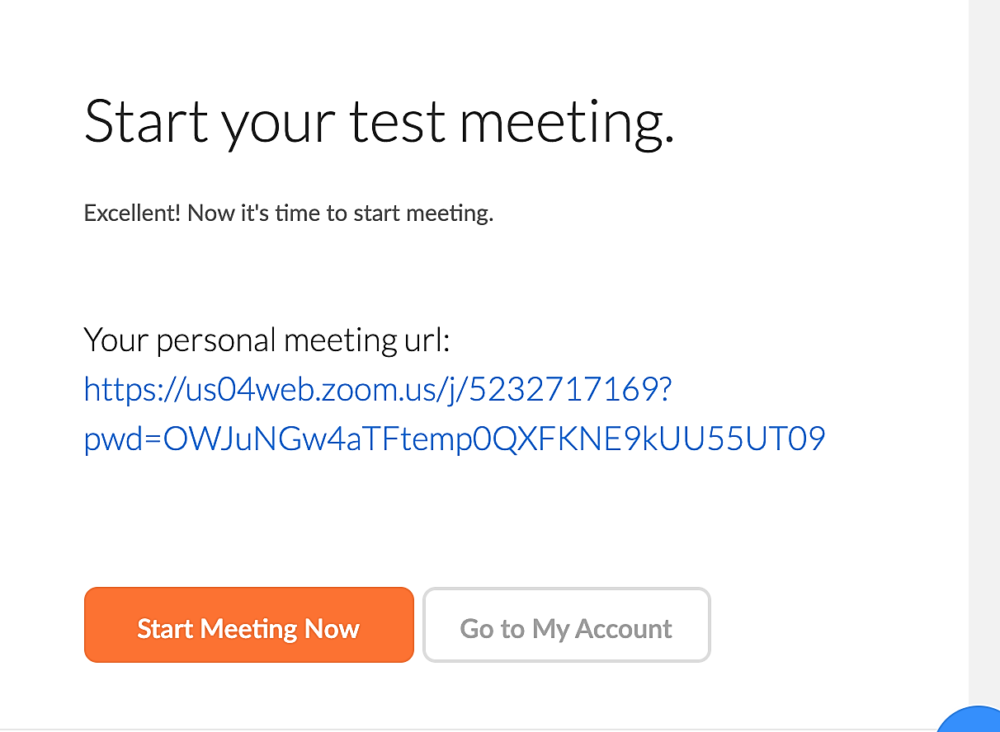 Start your test meeting.
Excellent! Now it's time to start meeting.
Your personal meeting url:
https://us04web.zoom.us/j/5232717169?
pwd=OWJuNGw4aTFtemp0QXFKNE9kUU55UT09
Start Meeting Now
Go to My Account